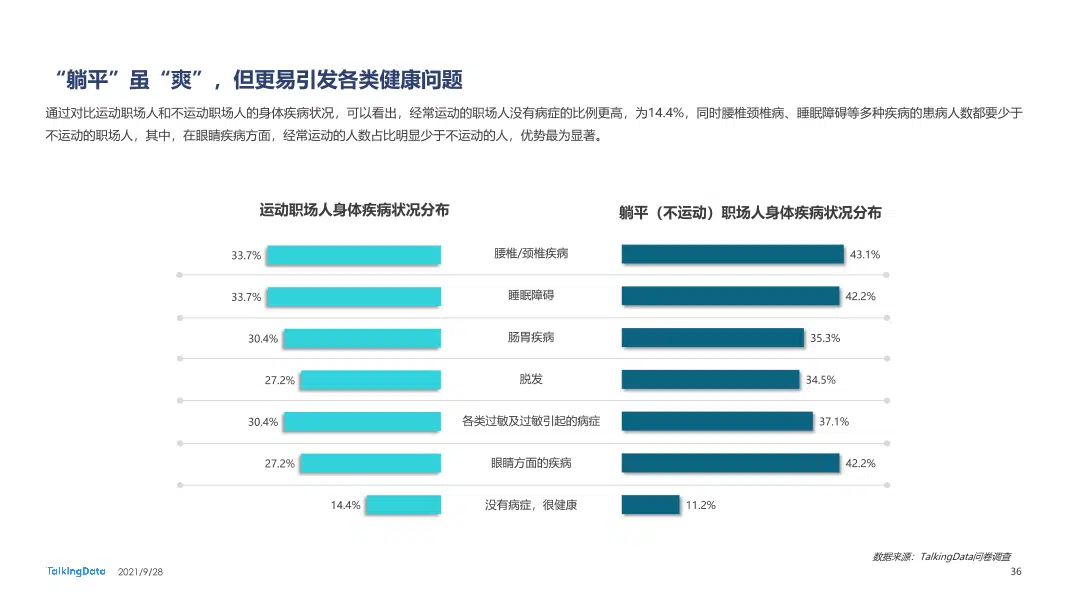 “躺平”虽“爽”，但更易引发各类健康问题
通过对比运动职场人和不运动职场人的身体疾病状况，可以看出，经常运动的职场人没有病症的比例更高，为14.4%，同时腰椎颈椎病、睡眠障碍等多种疾病的患病人数都要少于
不运动的职场人，其中，在眼睛疾病方面，经常运动的人数占比明显少于不运动的人，优势最为显著。
运动职场人身体疾病状况分布
躺平（不运动）职场人身体疾病状况分布
33.7% 腰椎/颈椎疾病 43.1%
33.7% 睡眠障碍 42.2%
30.4% 肠胃疾病 35.3%
27.2% 脱发 34.5%
30.4% 各类过敏及过敏引起的病症 37.1%
27.2% 眼睛方面的疾病 42.2%
14.4% 没有病症，很健康 11.2%
数据来源：TalkingData问卷调查
TalkingData 2021/9/28 36